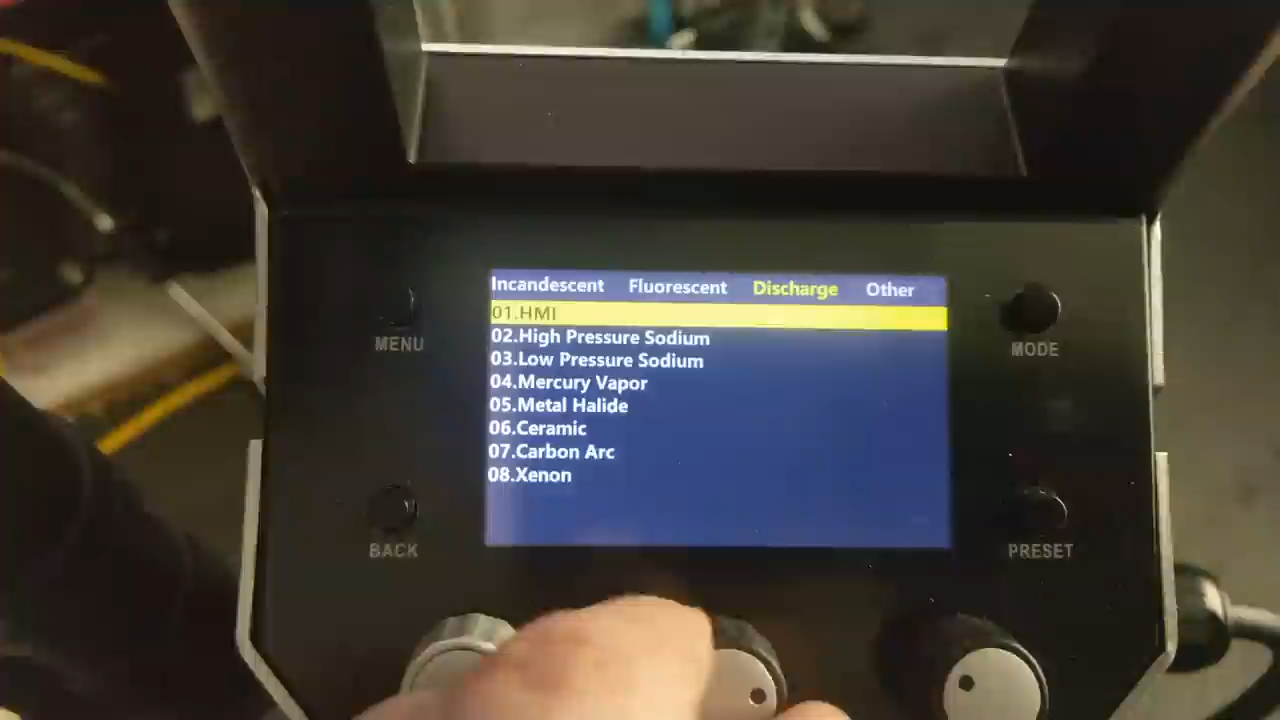 Incandescent Fluorescent Discharge Other
01.HMI
02.High Pressure Sodium
03.Low Pressure Sodium
04.Mercury Vapor
05.Metal Halide
06.Ceramic
07.Carbon Arc
08.Xenon
MENU
MODE
BACK
PRESET